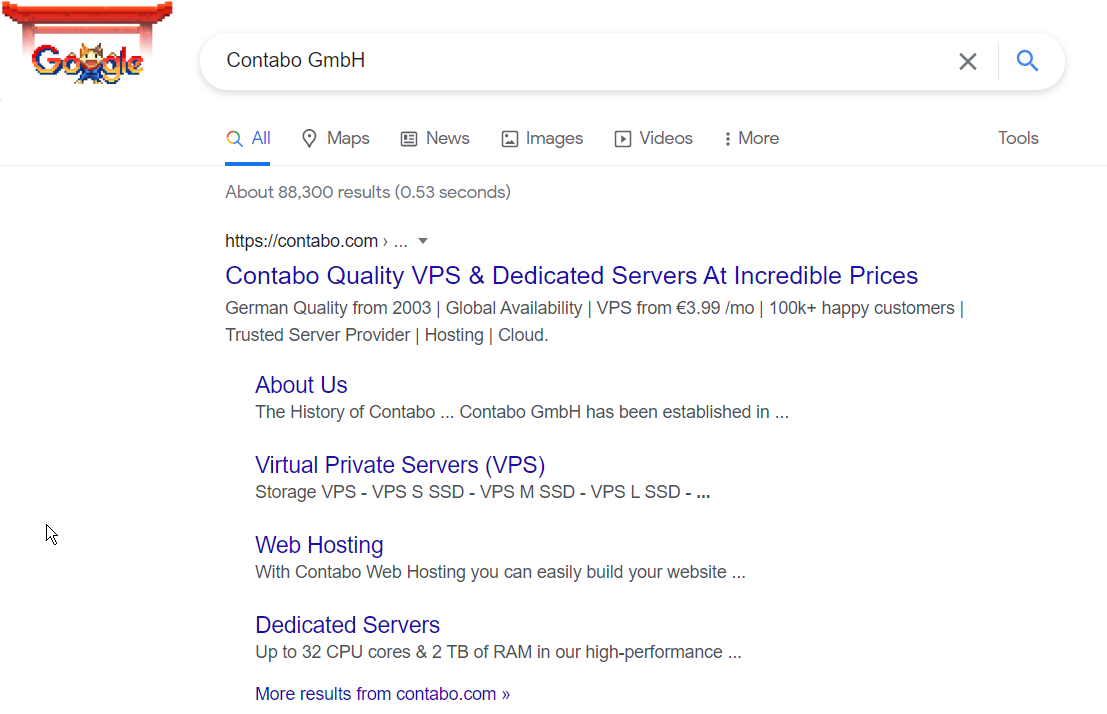 Google
Contabo GmbH
All Maps News Images Videos More Tools
About 88,300 results (0.53 seconds)
https://contabo.com › ...
Contabo Quality VPS & Dedicated Servers At Incredible Prices
German Quality from 2003 | Global Availability | VPS from €3.99 /mo | 100k+ happy customers |
Trusted Server Provider | Hosting | Cloud.
About Us
The History of Contabo ... Contabo GmbH has been established in ...
Virtual Private Servers (VPS)
Storage VPS - VPS S SSD - VPS M SSD - VPS L SSD - ...
Web Hosting
With Contabo Web Hosting you can easily build your website ...
Dedicated Servers
Up to 32 CPU cores & 2 TB of RAM in our high-performance ...
More results from contabo.com »